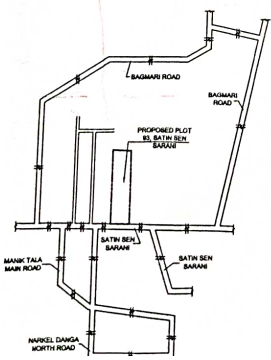 BAGMARI ROAD
BAGMARI
ROAD
PROPOSED PLOT
93, SATIN SEN
SARANI
SATIN SEN
SARANI
SATIN SEN
SARANI
MANIK TALA
MAIN ROAD
NARKEL DANGA
NORTH ROAD